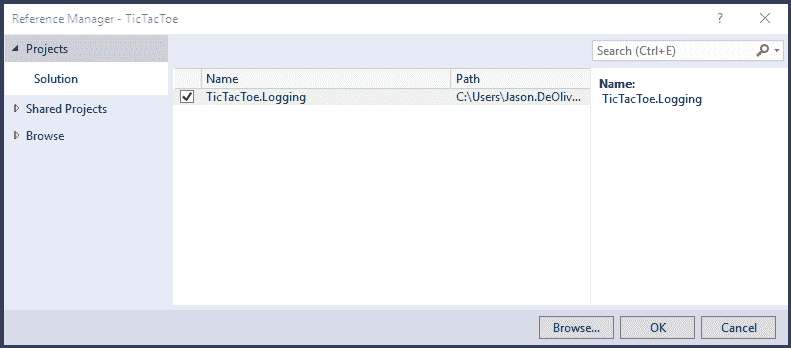 Reference Manager - TicTacToe
?
Projects
Solution
Shared Projects
Browse
Search (Ctrl+E)
Name Path
TicTacToe.Logging C:\Users\Jason.DeOliv...
Name:
TicTacToe.Logging
Browse... OK Cancel